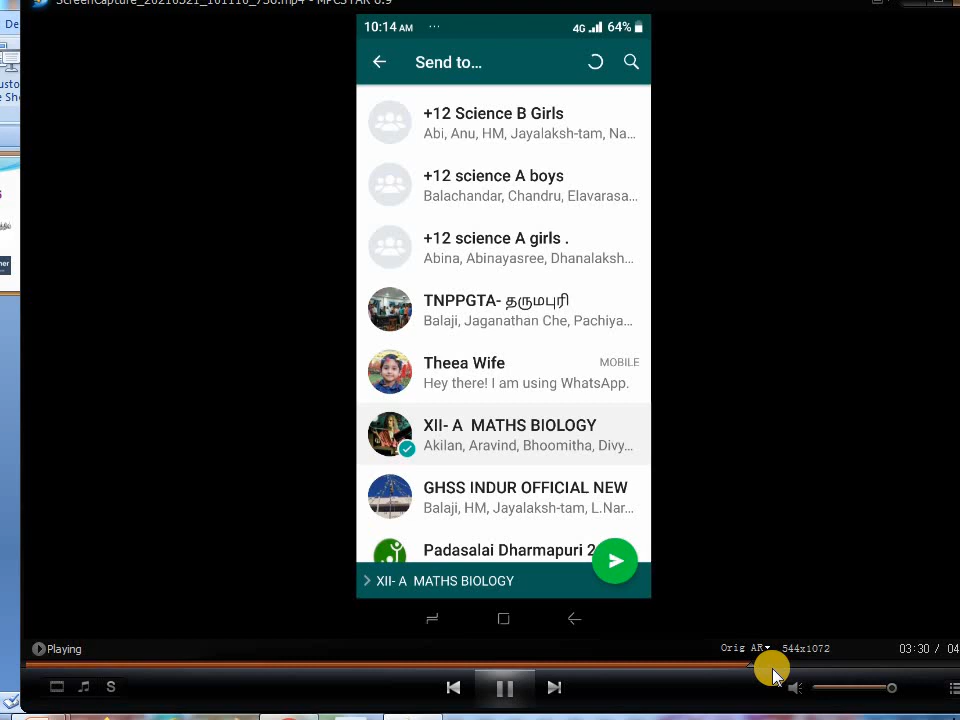 10:14 AM ... 4G 64%
Send to...
+12 Science B Girls
Abi, Anu, HM, Jayalaksh-tam, Na...
+12 science A boys
Balachandar, Chandru, Elavarasa...
+12 science A girls .
Abina, Abinayasree, Dhanalaksh...
TNPPGTA- தருமபுரி
Balaji, Jaganathan Che, Pachiya...
Theea Wife MOBILE
Hey there! I am using WhatsApp.
XII- A MATHS BIOLOGY
Akilan, Aravind, Bhoomitha, Divy...
GHSS INDUR OFFICIAL NEW
Balaji, HM, Jayalaksh-tam, L.Nar...
Padasalai Dharmapuri 2
XII- A MATHS BIOLOGY
Playing Orig AR 544x1072 03:30 / 04
S